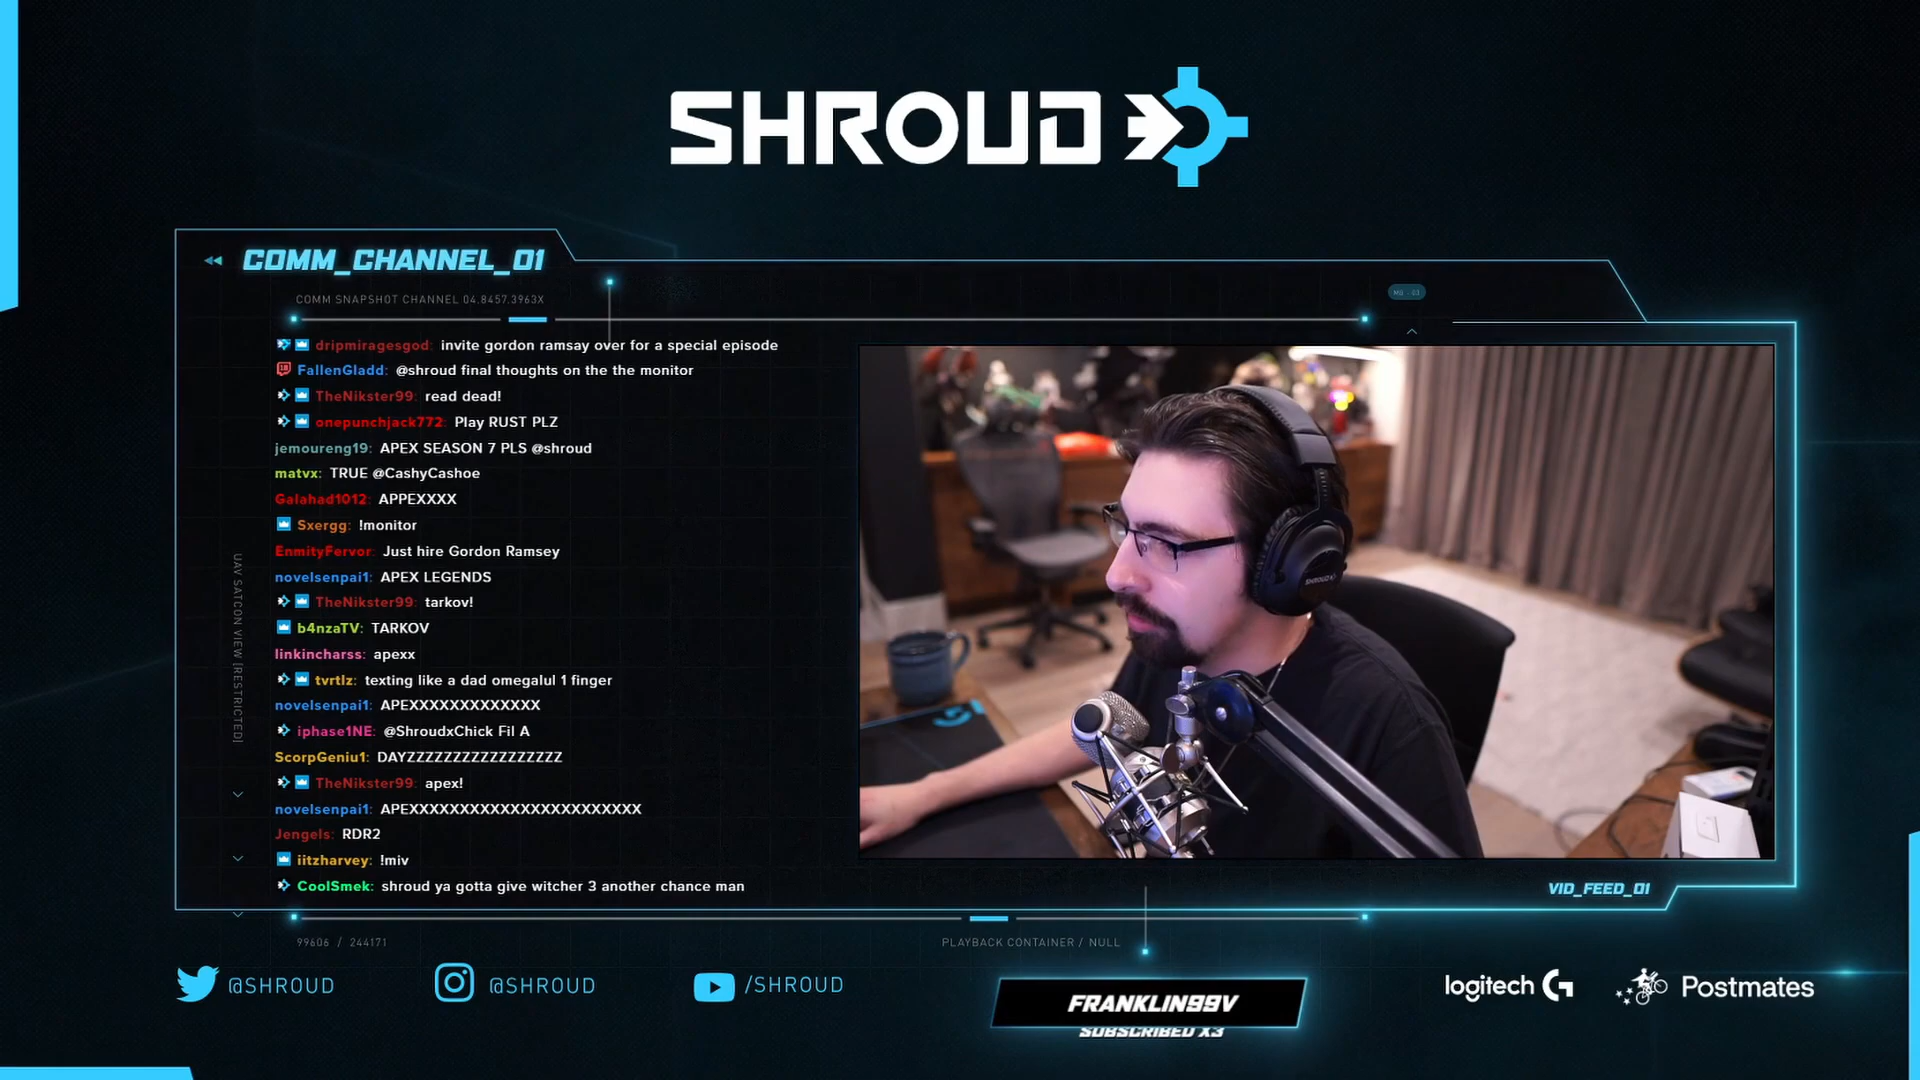 SHROUD
COMM_CHANNEL_01
COMM SNAPSHOT CHANNEL 04.8457.3963X
dripmiragesgod: invite gordon ramsay over for a special episode
FallenGladd: @shroud final thoughts on the the monitor
TheNikster99: read dead!
onepunchjack772: Play RUST PLZ
jemoureng19: APEX SEASON 7 PLS @shroud
matvx: TRUE @CashyCashoe
Galahad1012: APPEXXXX
Sxergg: !monitor
EnmityFervor: Just hire Gordon Ramsey
novelsenpai1: APEX LEGENDS
TheNikster99: tarkov!
b4nzaTV: TARKOV
linkincharss: apexx
tvrtlz: texting like a dad omegalul 1 finger
novelsenpai1: APEXXXXXXXXXXXXX
iphase1NE: @ShroudxChick Fil A
ScorpGeniu1: DAYZZZZZZZZZZZZZZZZZ
TheNikster99: apex!
novelsenpai1: APEXXXXXXXXXXXXXXXXXXXXXXX
Jengels: RDR2
iitzharvey: !miv
CoolSmek: shroud ya gotta give witcher 3 another chance man
UAV SATCON VIEW [RESTRICTED]
SHROUD
VID_FEED_01
99606 / 244171
PLAYBACK CONTAINER / NULL
@SHROUD
@SHROUD
/SHROUD
FRANKLIN99V
SUBSCRIBED X3
logitech G
Postmates